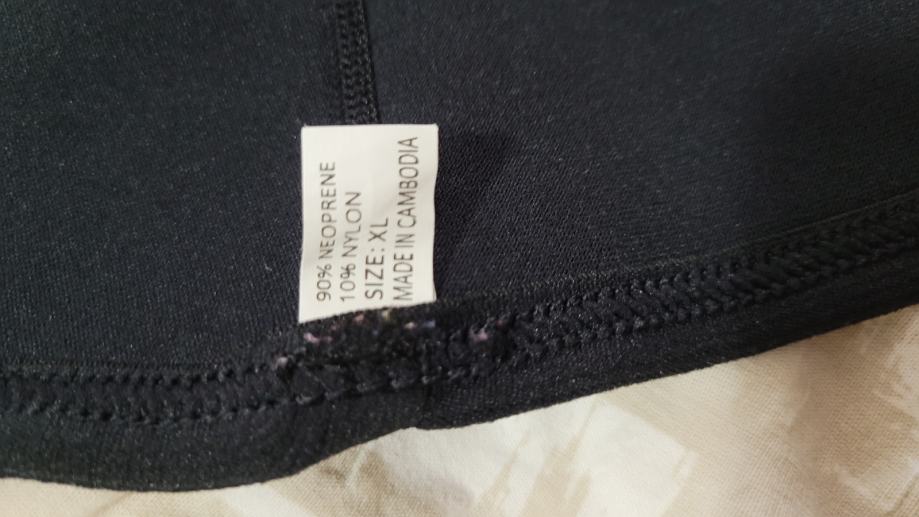 90% NEOPRENE
10% NYLON
SIZE: XL
MADE IN CAMBODIA